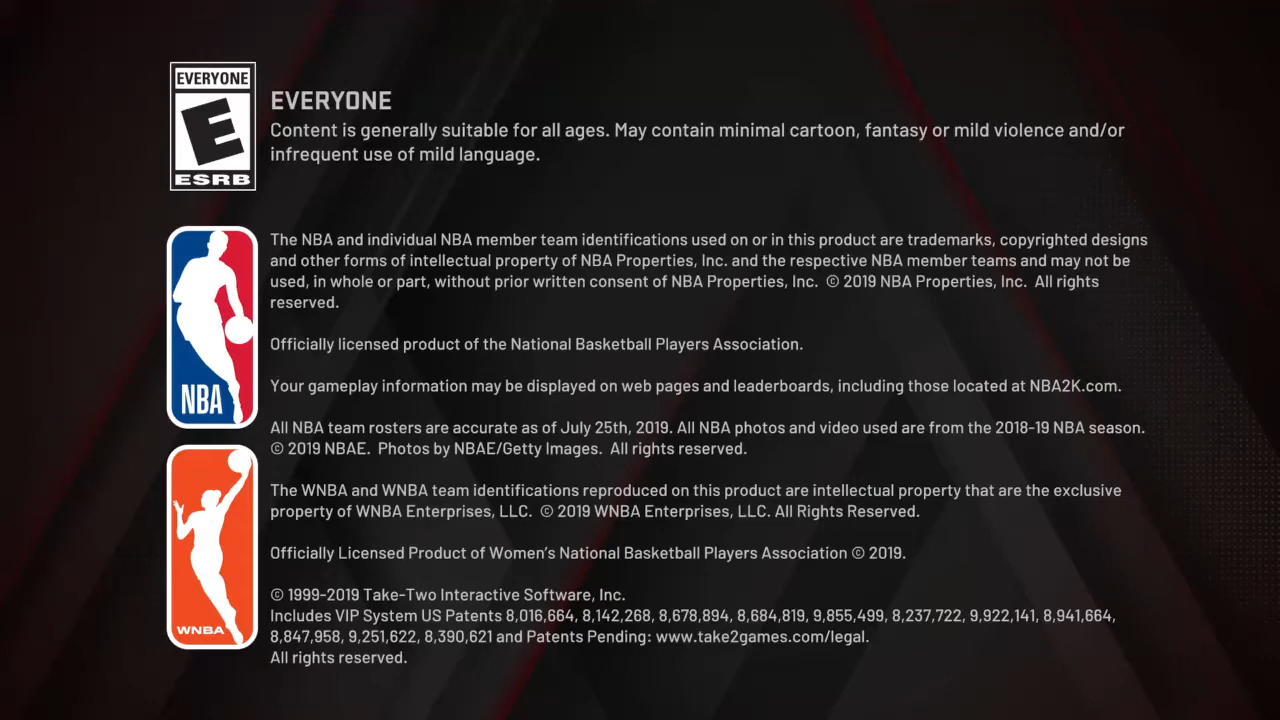 EVERYONE
E
ESRB
EVERYONE
Content is generally suitable for all ages. May contain minimal cartoon, fantasy or mild violence and/or
infrequent use of mild language.
The NBA and individual NBA member team identifications used on or in this product are trademarks, copyrighted designs
and other forms of intellectual property of NBA Properties, Inc. and the respective NBA member teams and may not be
used, in whole or part, without prior written consent of NBA Properties, Inc. © 2019 NBA Properties, Inc. All rights
reserved.
Officially licensed product of the National Basketball Players Association.
Your gameplay information may be displayed on web pages and leaderboards, including those located at NBA2K.com.
NBA
All NBA team rosters are accurate as of July 25th, 2019. All NBA photos and video used are from the 2018-19 NBA season.
© 2019 NBAE. Photos by NBAE/Getty Images. All rights reserved.
The WNBA and WNBA team identifications reproduced on this product are intellectual property that are the exclusive
property of WNBA Enterprises, LLC. © 2019 WNBA Enterprises, LLC. All Rights Reserved.
Officially Licensed Product of Women's National Basketball Players Association © 2019.
© 1999-2019 Take-Two Interactive Software, Inc.
Includes VIP System US Patents 8,016,664, 8,142,268, 8,678,894, 8,684,819, 9,855,499, 8,237,722, 9,922,141, 8,941,664,
WNBA
8,847,958, 9,251,622, 8,390,621 and Patents Pending: www.take2games.com/legal.
All rights reserved.